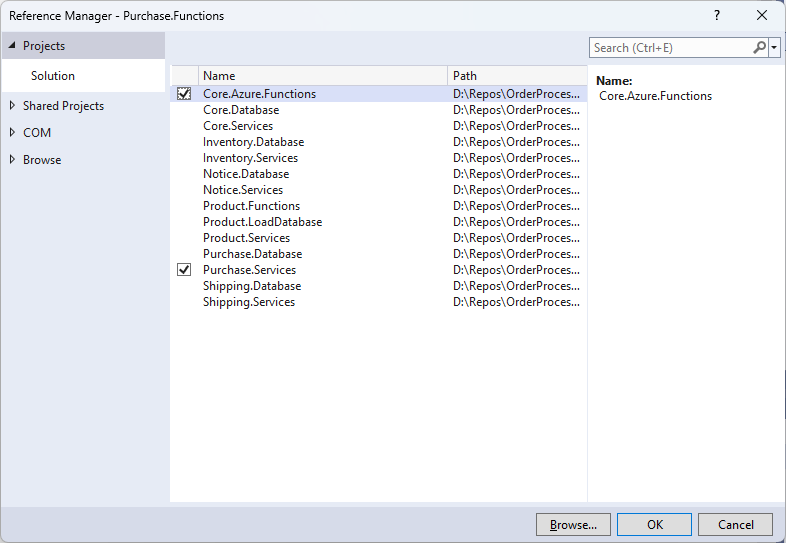 Reference Manager - Purchase.Functions ?
Projects
Solution
Shared Projects
COM
Browse
Search (Ctrl+E)
Name Path
Core.Azure.Functions D:\Repos\OrderProces...
Core.Database D:\Repos\OrderProces...
Core.Services D:\Repos\OrderProces...
Inventory.Database D:\Repos\OrderProces...
Inventory.Services D:\Repos\OrderProces...
Notice.Database D:\Repos\OrderProces...
Notice.Services D:\Repos\OrderProces...
Product.Functions D:\Repos\OrderProces...
Product.LoadDatabase D:\Repos\OrderProces...
Product.Services D:\Repos\OrderProces...
Purchase.Database D:\Repos\OrderProces...
Purchase.Services D:\Repos\OrderProces...
Shipping.Database D:\Repos\OrderProces...
Shipping.Services D:\Repos\OrderProces...
Name:
Core.Azure.Functions
Browse... OK Cancel